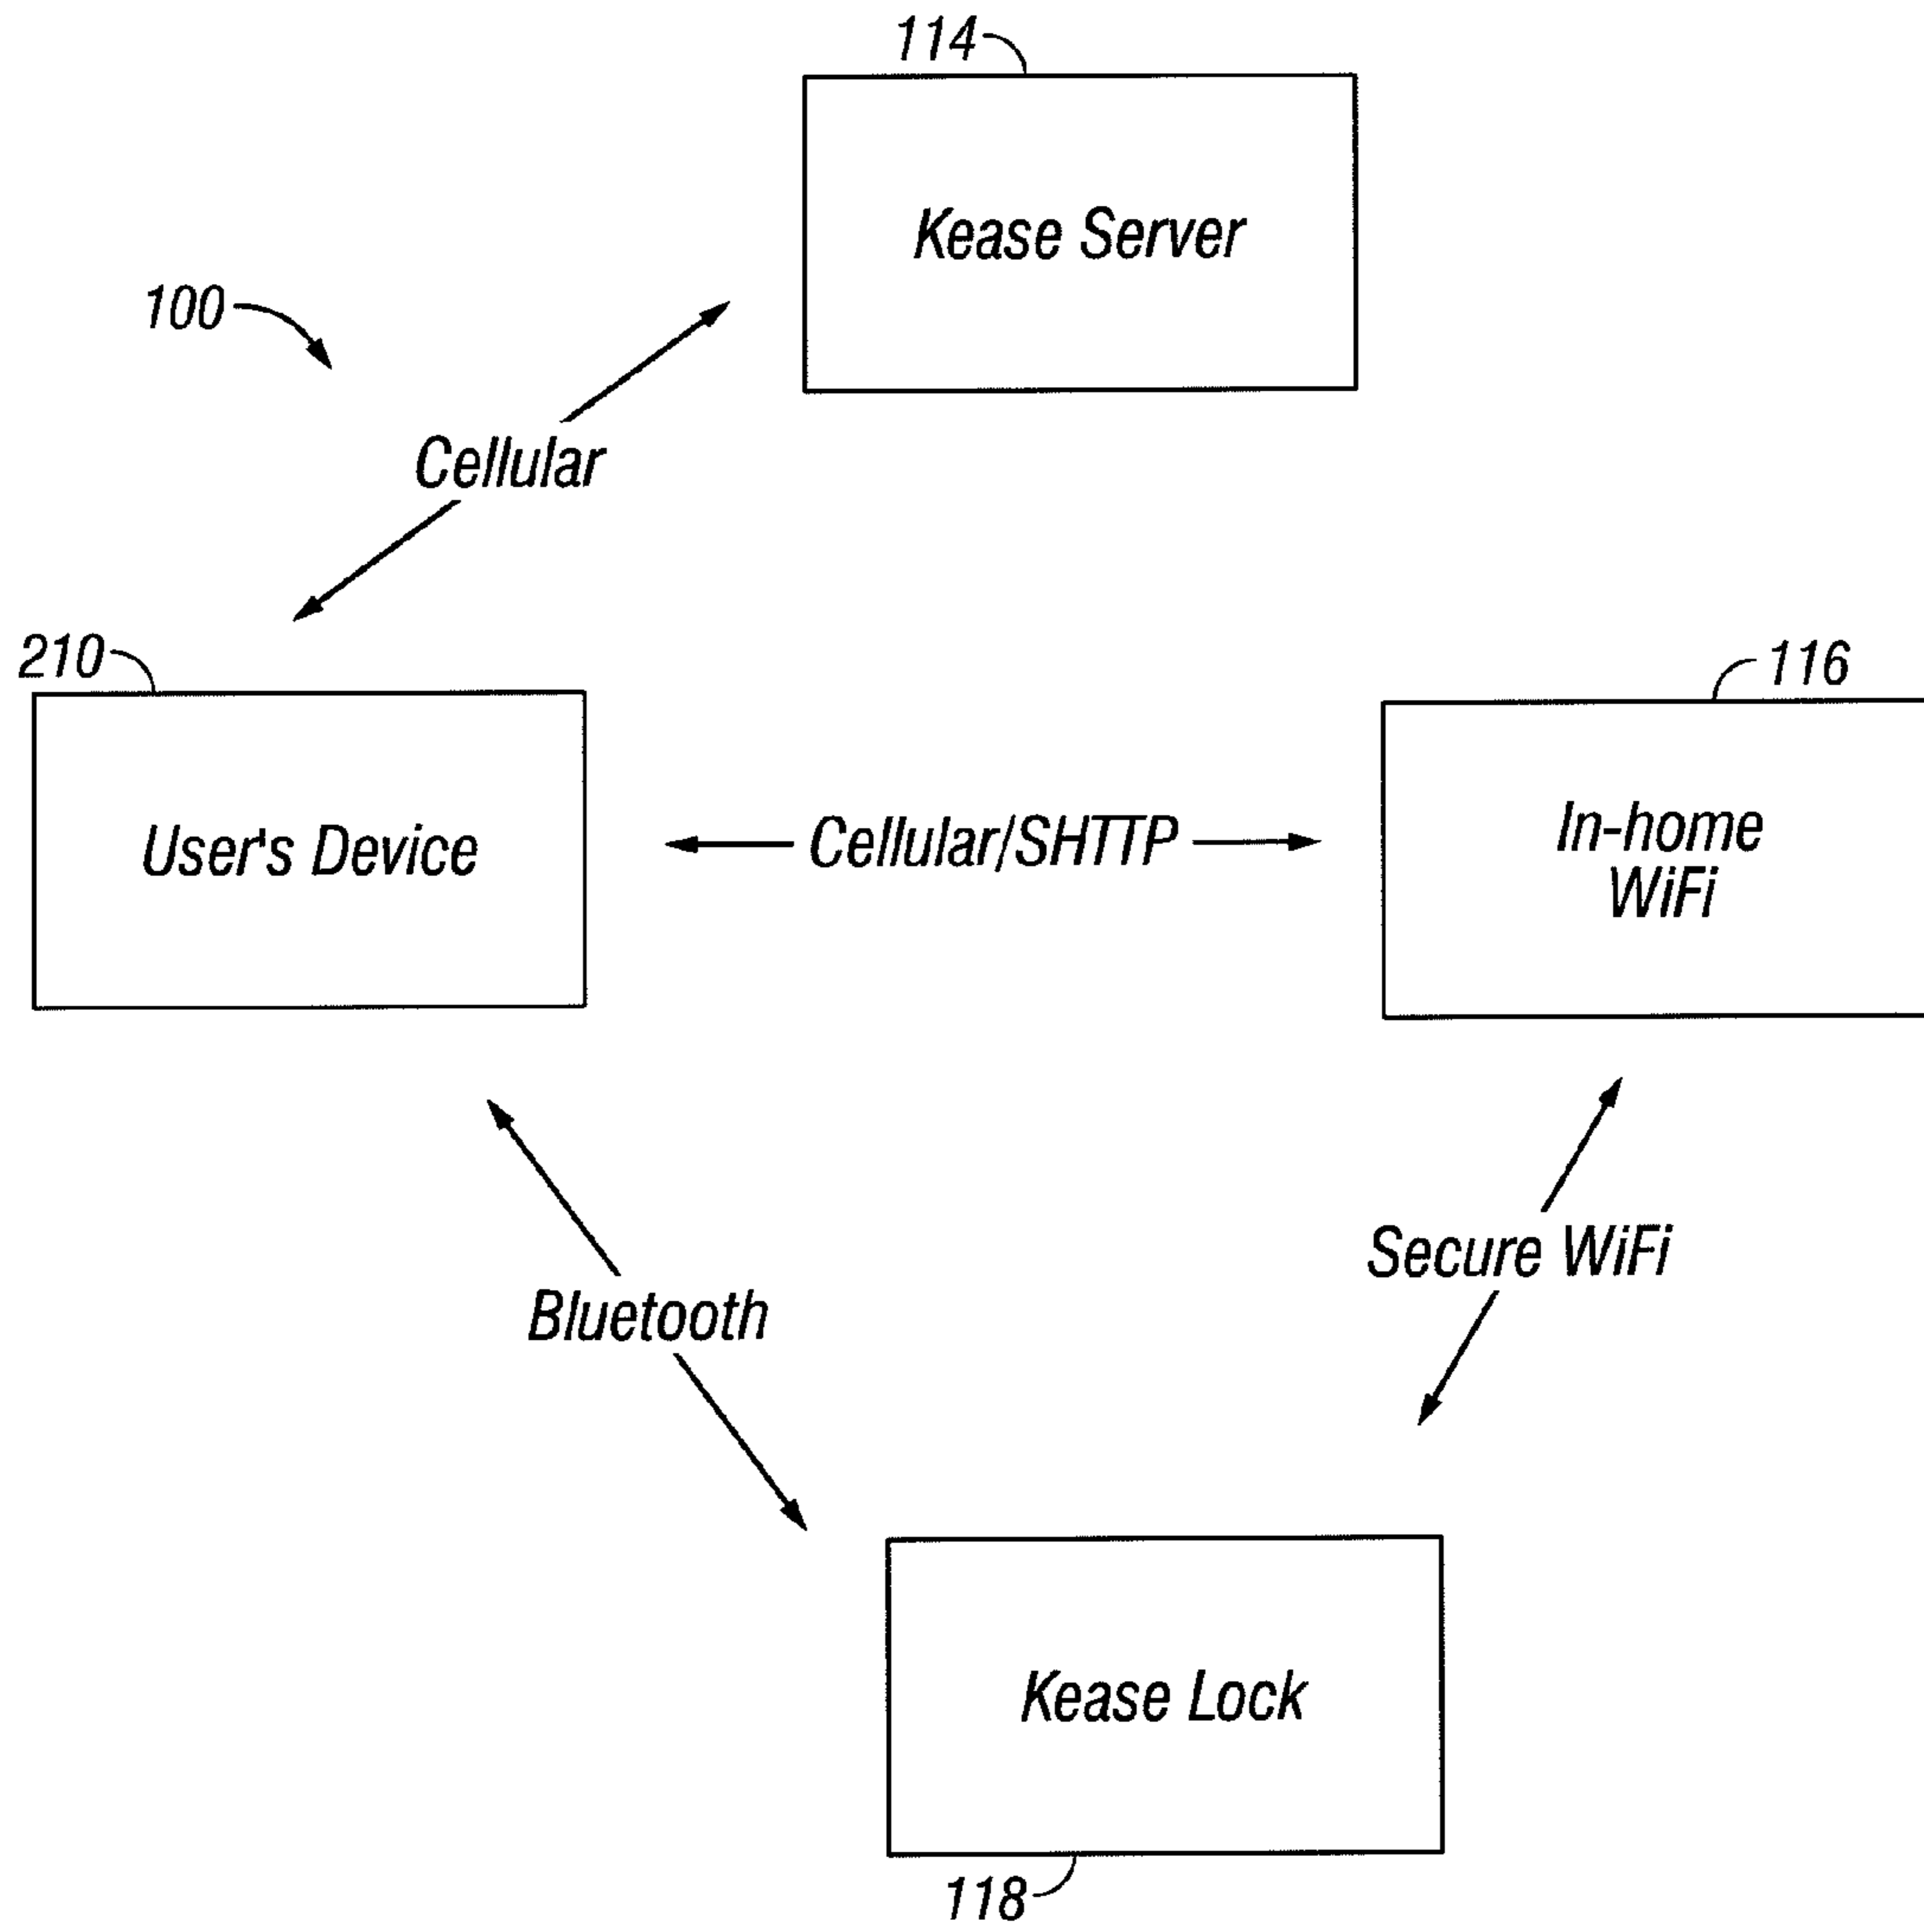 114
Kease Server
100
Cellular
210
116
User's Device
Cellular/SHTTP
In-home
WiFi
Secure WiFi
Bluetooth
Kease Lock
118